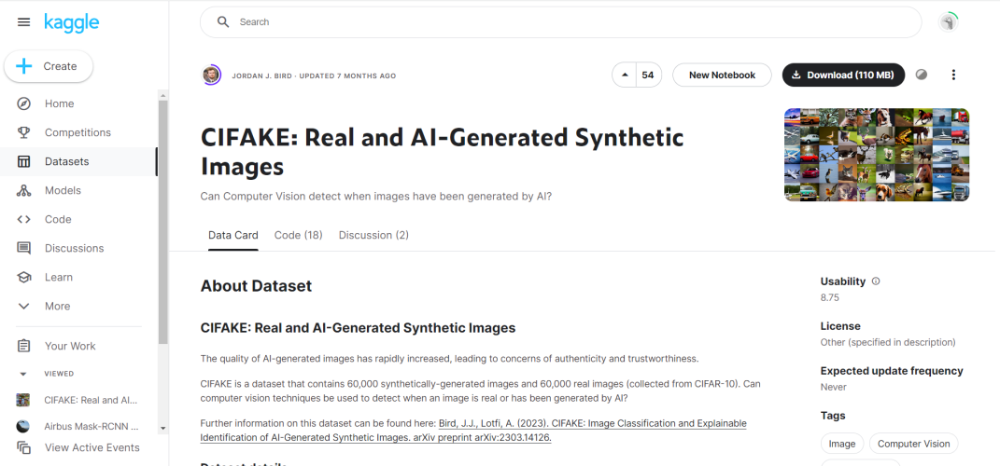 kaggle
Search
Create
Home
Competitions
Datasets
Models
Code
Discussions
Learn
More
Your Work
VIEWED
CIFAKE: Real and AI...
Airbus Mask-RCNN ...
View Active Events
JORDAN J. BIRD · UPDATED 7 MONTHS AGO
54
New Notebook
Download (110 MB)
CIFAKE: Real and AI-Generated Synthetic
Images
Can Computer Vision detect when images have been generated by AI?
Data Card Code (18) Discussion (2)
About Dataset
CIFAKE: Real and AI-Generated Synthetic Images
The quality of AI-generated images has rapidly increased, leading to concerns of authenticity and trustworthiness.
CIFAKE is a dataset that contains 60,000 synthetically-generated images and 60,000 real images (collected from CIFAR-10). Can
computer vision techniques be used to detect when an image is real or has been generated by AI?
Further information on this dataset can be found here: Bird, J.J., Lotfi, A. (2023). CIFAKE: Image Classification and Explainable
Identification of AI-Generated Synthetic Images. arXiv preprint arXiv:2303.14126.
Dataset details
Usability
8.75
License
Other (specified in description)
Expected update frequency
Never
Tags
Image Computer Vision